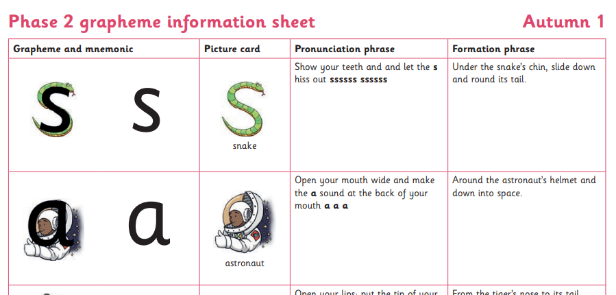 Phase 2 grapheme information sheet
Autumn 1
Grapheme and mnemonic
Picture card
Pronunciation phrase
Formation phrase
s
s
snake
Show your teeth and and let the s
hiss out ssssss ssssss
Under the snake's chin, slide down
and round its tail.
a
a
astronaut
Open your mouth wide and make
the a sound at the back of your
mouth a a a
Around the astronaut's helmet and
down into space.
Open your lips; put the tip of your
From the tiger's nose to its tail